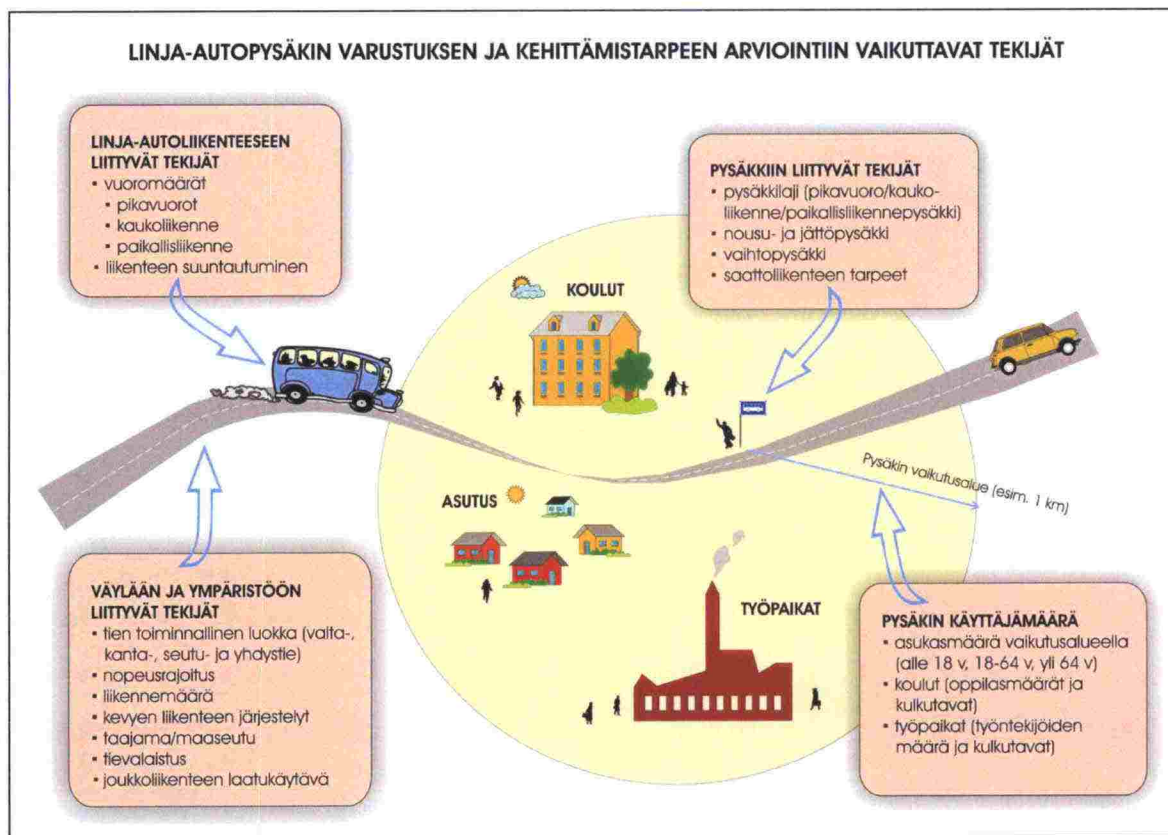 LINJA-AUTOPYSÄKIN VARUSTUKSEN JA KEHITTÄMISTARPEEN ARVIOINTIIN VAIKUTTAVAT TEKIJÄT
LINJA-AUTOLIIKENTEESEEN
LIITTYVÄT TEKIJÄT
▪ vuoromäärät
▪ pikavuorot
▪ kaukoliikenne
▪ paikallisliikenne
▪ liikenteen suuntautuminen
PYSÄKKIIN LIITTYVÄT TEKIJÄT
▪ pysäkkilaji (pikavuoro/kauko-
liikenne/paikallisliikennepysäkki)
▪ nousu- ja jättöpysäkki
▪ vaihtopysäkki
▪ saattoliikenteen tarpeet
KOULUT
Pysäkin vaikutusalue (esim. 1 km)
ASUTUS
TYÖPAIKAT
VÄYLÄÄN JA YMPÄRISTÖÖN
LIITTYVÄT TEKIJÄT
▪ tien toiminnallinen luokka (valta-,
kanta-, seutu- ja yhdystie)
▪ nopeusrajoitus
▪ liikennemäärä
▪ kevyen liikenteen järjestelyt
▪ taajama/maaseutu
▪ tievalaistus
▪ joukkoliikenteen laatukäytävä
PYSÄKIN KÄYTTÄJÄMÄÄRÄ
▪ asukasmäärä vaikutusalueella
(alle 18 v, 18-64 v, yli 64 v)
▪ koulut (oppilasmäärät ja
kulkutavat)
▪ työpaikat (työntekijöiden
määrä ja kulkutavat)